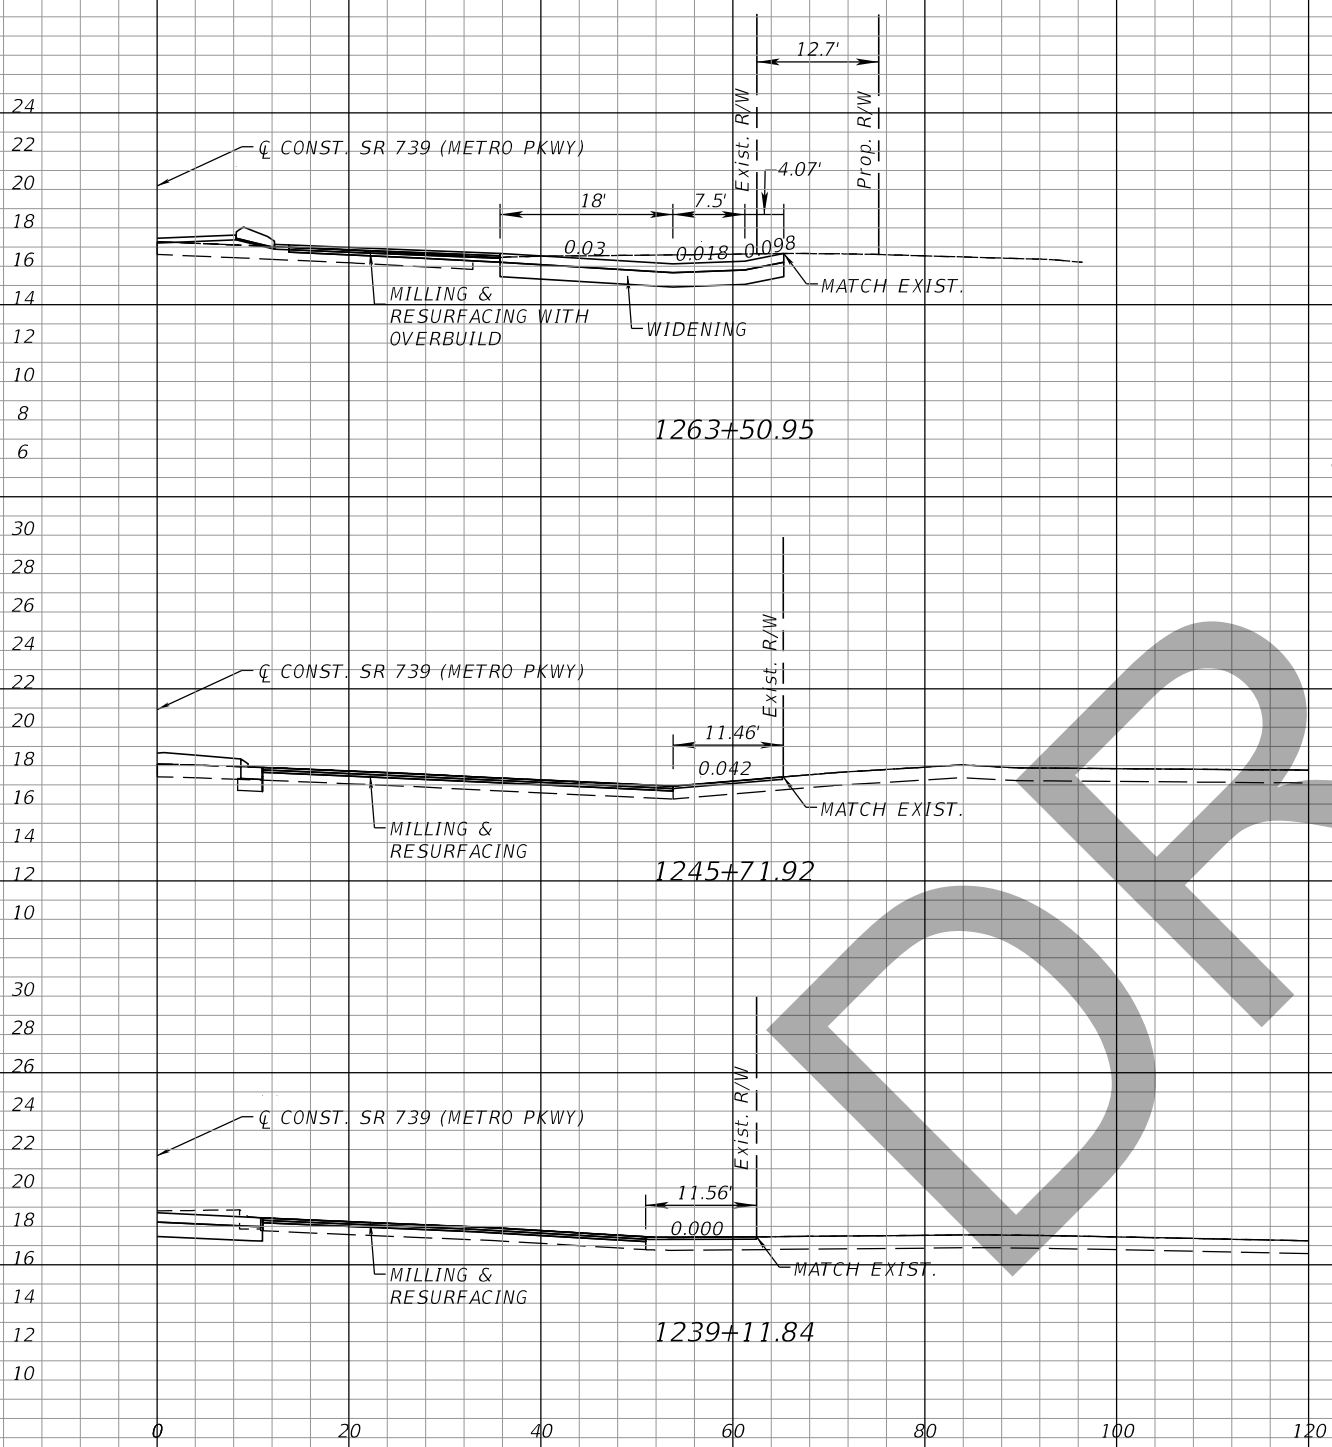 12.7'
Exist. R/W
Prop. R/W
24
22
℄ CONST. SR 739 (METRO PKWY)
4.07'
20
18'
7.5'
18
0.03
0.018
0.098
16
MATCH EXIST.
14
MILLING &
RESURFACING WITH
OVERBUILD
WIDENING
12
10
8
1263+50.95
6
30
28
26
24
Exist. R/W
22
℄ CONST. SR 739 (METRO PKWY)
20
11.46'
18
0.042
16
MATCH EXIST.
14
MILLING &
RESURFACING
12
1245+71.92
10
30
28
26
24
Exist. R/W
℄ CONST. SR 739 (METRO PKWY)
22
20
11.56'
18
0.000
16
MATCH EXIST.
MILLING &
RESURFACING
14
12
1239+11.84
10
0
20
40
60
80
100
120
DR